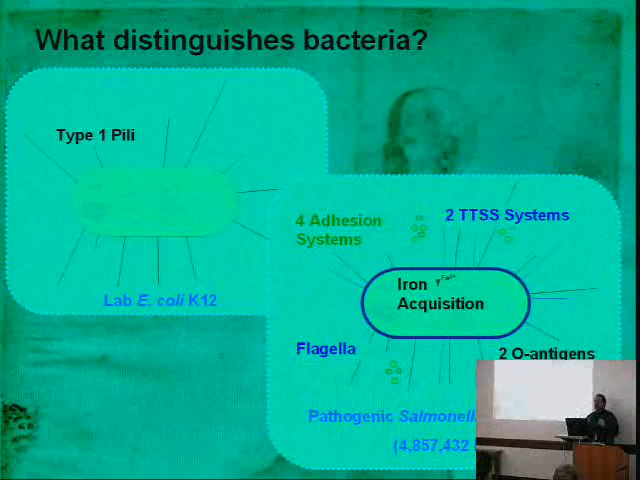 What distinguishes bacteria?
Type 1 Pili
Lab E. coli K12
4 Adhesion
Systems
2 TTSS Systems
Iron
Acquisition
Flagella
2 O-antigens
Pathogenic
(4,857,432